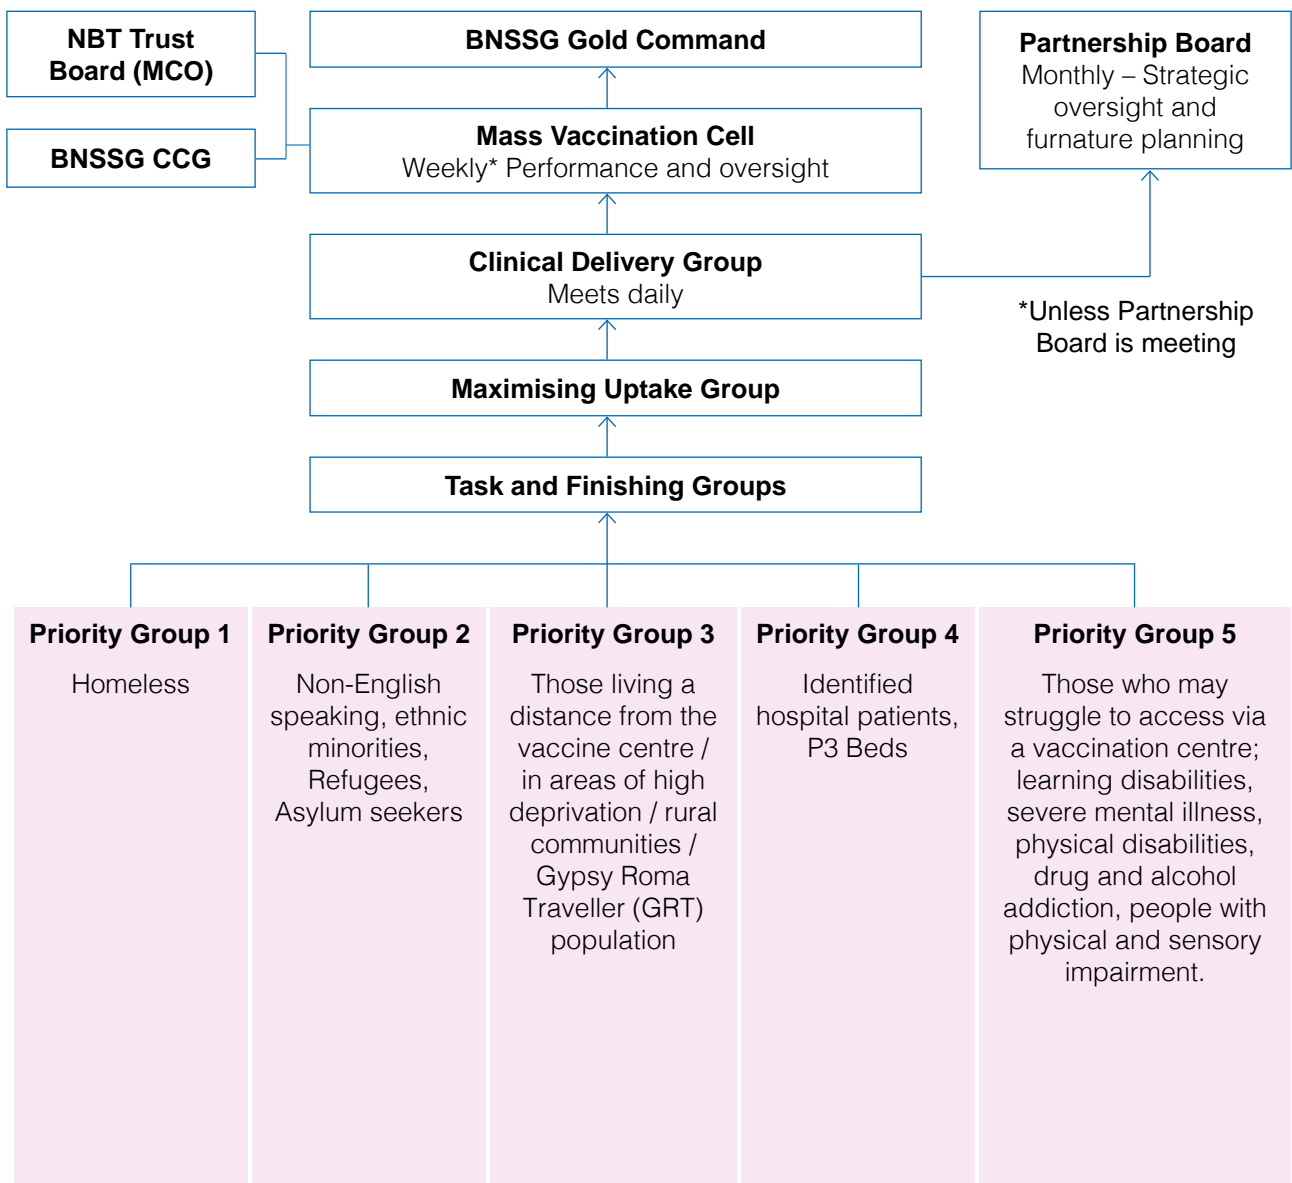 NBT Trust
Board (MCO)
BNSSG CCG
BNSSG Gold Command
Mass Vaccination Cell
Weekly* Performance and oversight
Partnership Board
Monthly – Strategic
oversight and
furnature planning
Clinical Delivery Group
Meets daily
*Unless Partnership
Board is meeting
Maximising Uptake Group
Task and Finishing Groups
Priority Group 1
Homeless
Priority Group 2
Non-English
speaking, ethnic
minorities,
Refugees,
Asylum seekers
Priority Group 3
Those living a
distance from the
vaccine centre /
in areas of high
deprivation / rural
communities /
Gypsy Roma
Traveller (GRT)
population
Priority Group 4
Identified
hospital patients,
P3 Beds
Priority Group 5
Those who may
struggle to access via
a vaccination centre;
learning disabilities,
severe mental illness,
physical disabilities,
drug and alcohol
addiction, people with
physical and sensory
impairment.